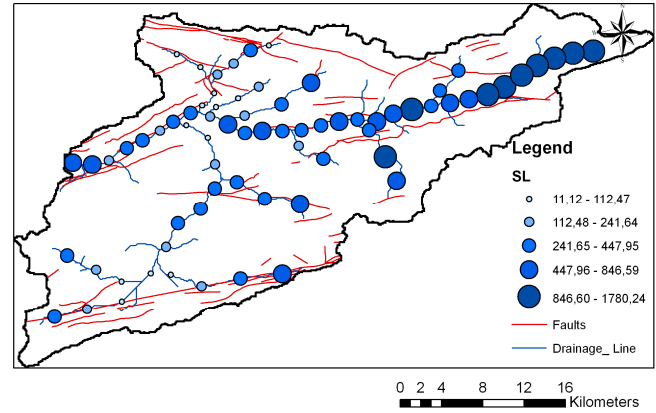 N
Legend
SL
11,12 - 112,47
112,48 - 241,64
241,65 - 447,95
447,96 - 846,59
846,60 - 1780,24
Faults
Drainage_ Line
0 2 4 8 12 16
Kilometers